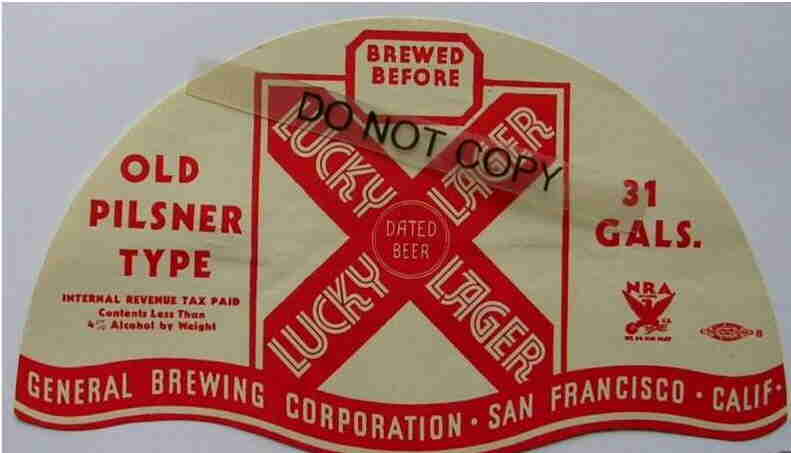 BREWED
BEFORE
DO NOT COPY
LUCKY LAGER
DATED
BEER
LUCKY LAGER
OLD
PILSNER
TYPE
INTERNAL REVENUE TAX PAID
Contents Less Than
4% Alcohol by Weight
31
GALS.
NRA
GENERAL BREWING CORPORATION • SAN FRANCISCO • CALIF •